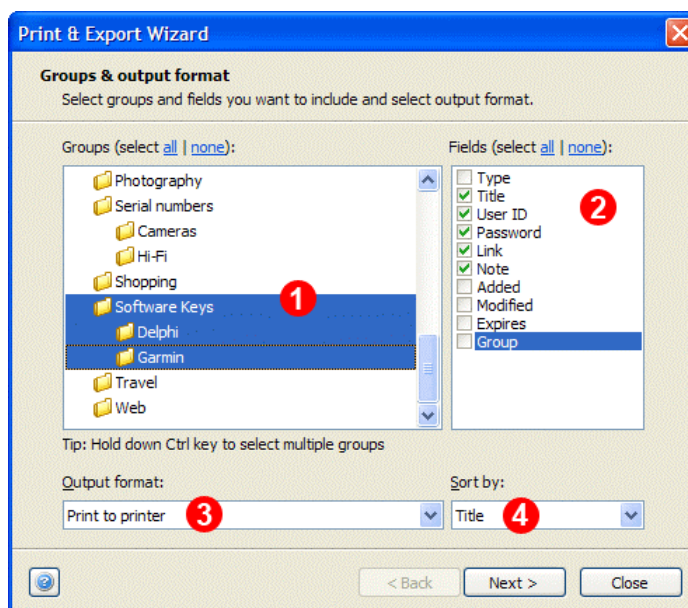 Print & Export Wizard
Groups & output format
Select groups and fields you want to include and select output format.
Groups (select all | none):
Photography
Serial numbers
Cameras
Hi-Fi
Shopping
Software Keys
Delphi
Garmin
Travel
Web
1
Tip: Hold down Ctrl key to select multiple groups
Fields (select all | none):
Type
Title
User ID
Password
Link
Note
Added
Modified
Expires
Group
2
Output format:
Print to printer
3
Sort by:
Title
4
?
< Back
Next >
Close